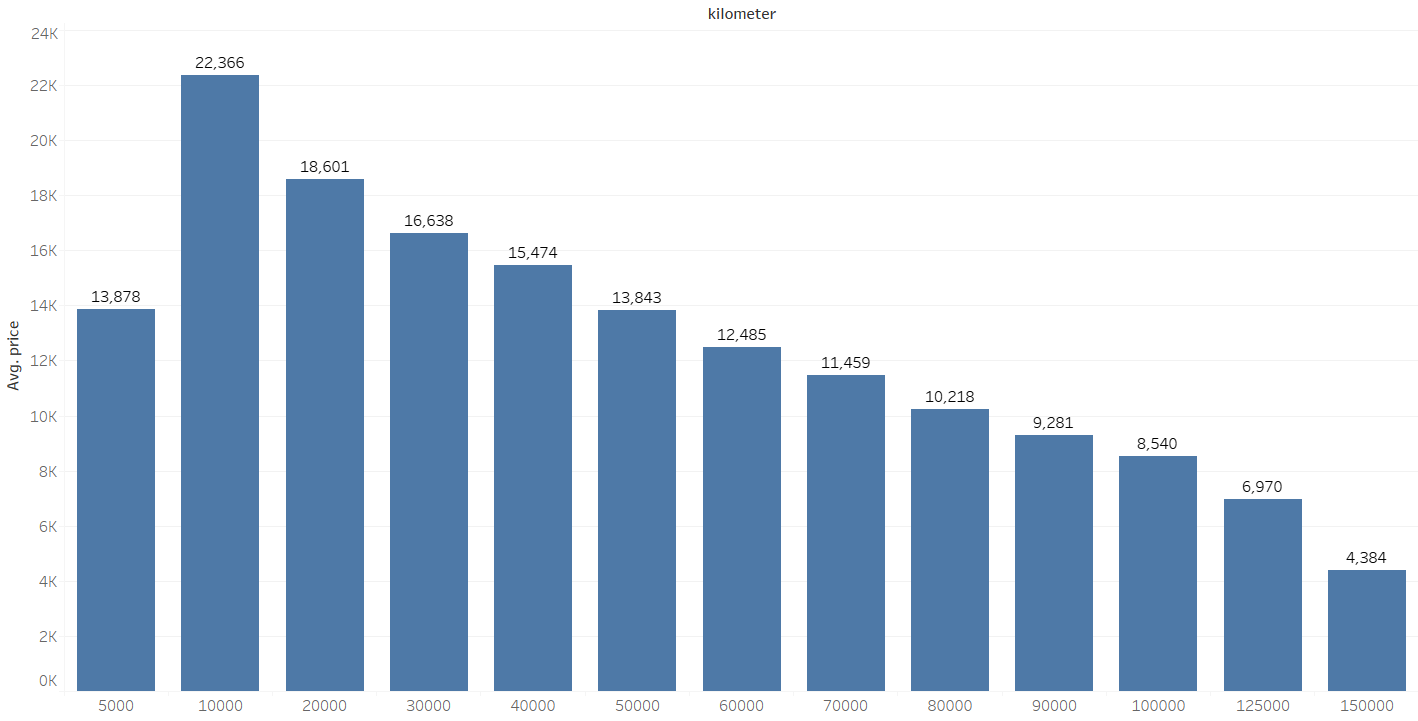 kilometer
24K
22K
20K
18K
16K
14K
12K
10K
8K
6K
4K
2K
0K
Avg. price
13,878
22,366
18,601
16,638
15,474
13,843
12,485
11,459
10,218
9,281
8,540
6,970
4,384
5000 10000 20000 30000 40000 50000 60000 70000 80000 90000 100000 125000 150000